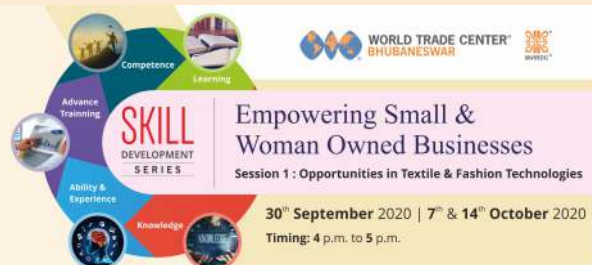 WORLD TRADE CENTER®
BHUBANESWAR
MVIRDC
Competence
Learning
Advance
Trainning
SKILL
DEVELOPMENT
SERIES
Ability &
Experience
Knowledge
Empowering Small &
Woman Owned Businesses
Session 1 : Opportunities in Textile & Fashion Technologies
30th September 2020 | 7th & 14th October 2020
Timing: 4 p.m. to 5 p.m.